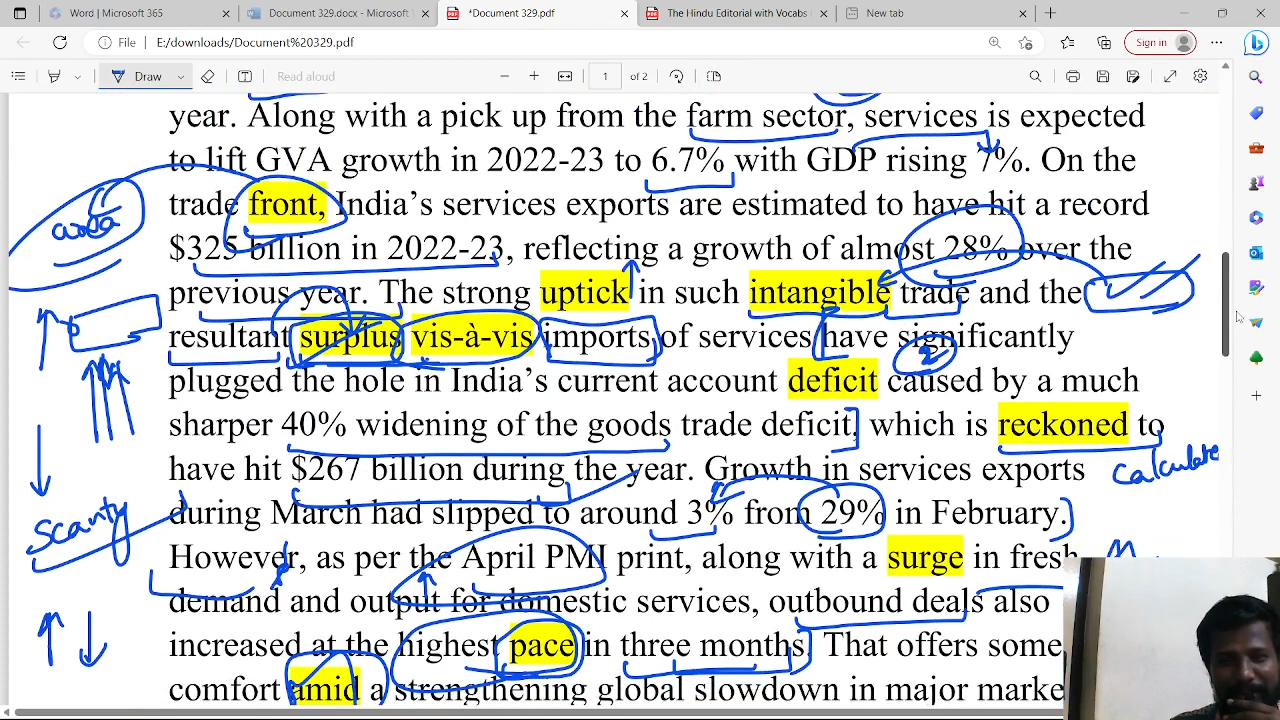 Word | Microsoft 365
Document 329.docx - Microsoft
*Document 329.pdf
The Hindu Editorial with Vocabs
New tab
File E:/downloads/Document%20329.pdf
Sign in
Draw
Read aloud
1 of 2
year. Along with a pick up from the farm sector, services is expected
to lift GVA growth in 2022-23 to 6.7% with GDP rising 7%. On the
trade front, India's services exports are estimated to have hit a record
$325 billion in 2022-23, reflecting a growth of almost 28% over the
previous year. The strong uptick in such intangible trade and the
resultant surplus vis-à-vis imports of services have significantly
plugged the hole in India's current account deficit caused by a much
sharper 40% widening of the goods trade deficit, which is reckoned to
have hit $267 billion during the year. Growth in services exports
during March had slipped to around 3% from 29% in February.
However, as per the April PMI print, along with a surge in fresh
demand and output for domestic services, outbound deals also
increased at the highest pace in three months. That offers some
comfort amid a strengthening global slowdown in major marke
area
2
calculate
scanty